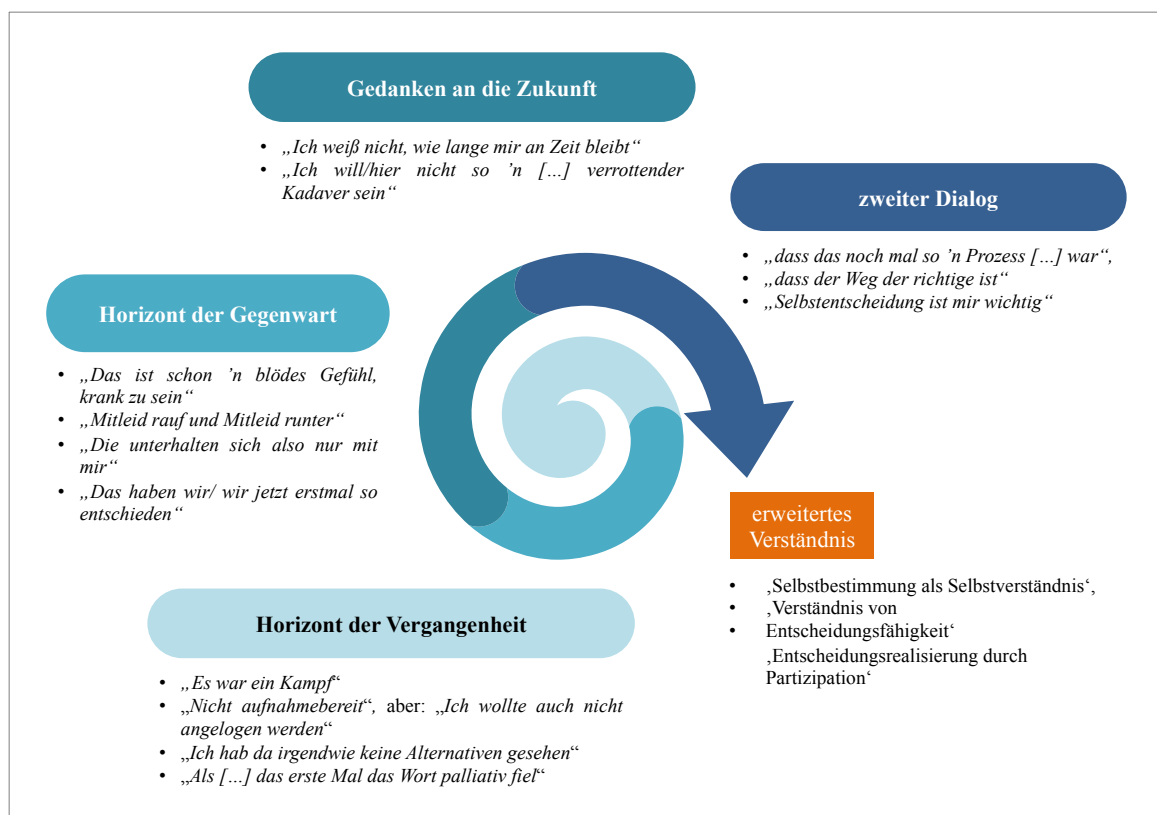 Gedanken an die Zukunft
• „Ich weiß nicht, wie lange mir an Zeit bleibt“
• „Ich will/hier nicht so ’n [...] verrottender
Kadaver sein“
zweiter Dialog
• „dass das noch mal so ’n Prozess [...] war“,
• „dass der Weg der richtige ist“
• „Selbstentscheidung ist mir wichtig“
Horizont der Gegenwart
• „Das ist schon ’n blödes Gefühl,
krank zu sein“
• „Mitleid rauf und Mitleid runter“
• „Die unterhalten sich also nur mit
mir“
• „Das haben wir/ wir jetzt erstmal so
entschieden“
erweitertes
Verständnis
• ‚Selbstbestimmung als Selbstverständnis‘,
• ‚Verständnis von
• Entscheidungsfähigkeit‘
‚Entscheidungsrealisierung durch
Partizipation‘
Horizont der Vergangenheit
• „Es war ein Kampf“
• „Nicht aufnahmebereit“, aber: „Ich wollte auch nicht
angelogen werden“
• „Ich hab da irgendwie keine Alternativen gesehen“
• „Als [...] das erste Mal das Wort palliativ fiel“